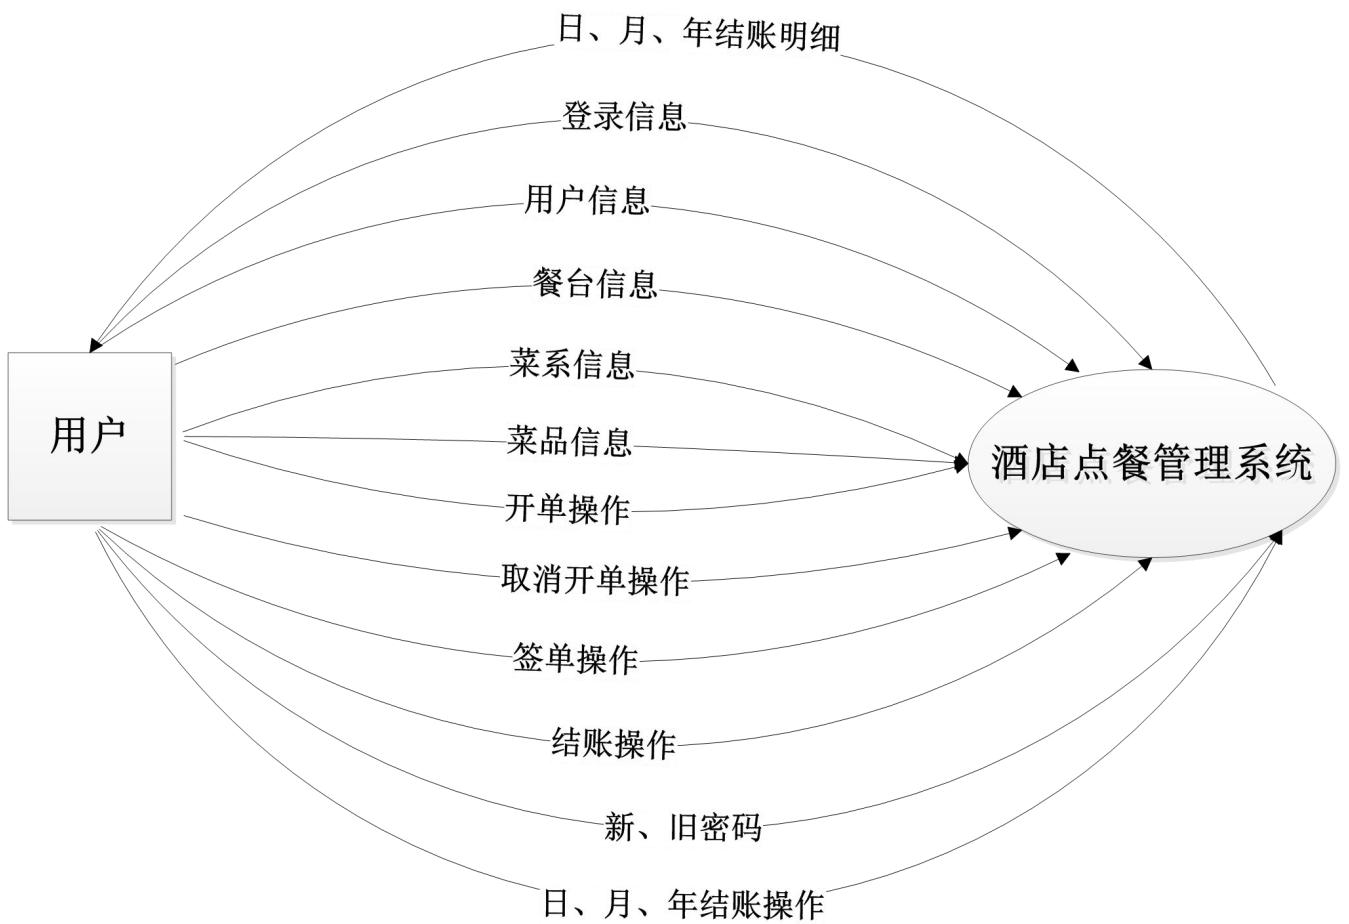 日、月、年结账明细
登录信息
用户信息
餐台信息
菜系信息
用户
菜品信息
酒店点餐管理系统
开单操作
取消开单操作
签单操作
结账操作
新、旧密码
日、月、年结账操作